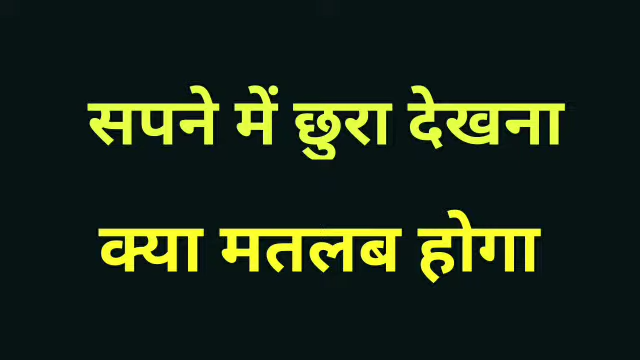 सपने में छुरा देखना
क्या मतलब होगा